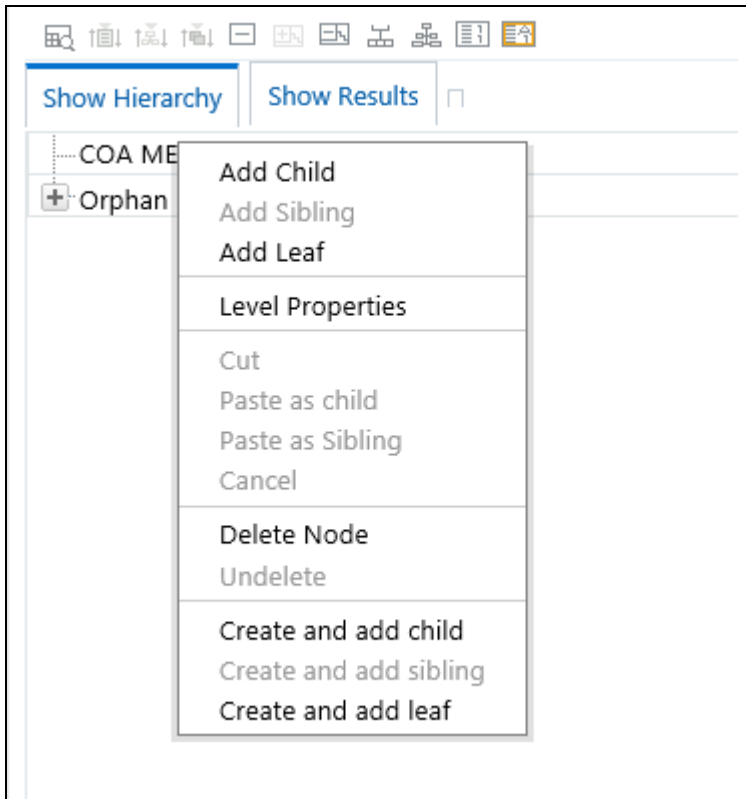 Show Hierarchy Show Results
COA ME
Orphan
Add Child
Add Sibling
Add Leaf
Level Properties
Cut
Paste as child
Paste as Sibling
Cancel
Delete Node
Undelete
Create and add child
Create and add sibling
Create and add leaf